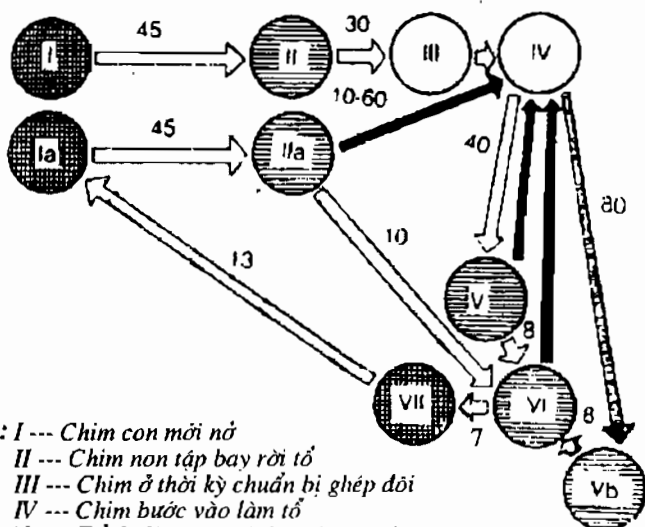 45
30
I
II
III
IV
10-60
45
Ia
IIa
40
80
13
10
V
8
VII
7
VI
8
Vb
: I --- Chim con mới nở
II --- Chim non tập bay rời tổ
III --- Chim ở thời kỳ chuẩn bị ghép đôi
IV --- Chim bước vào làm tổ